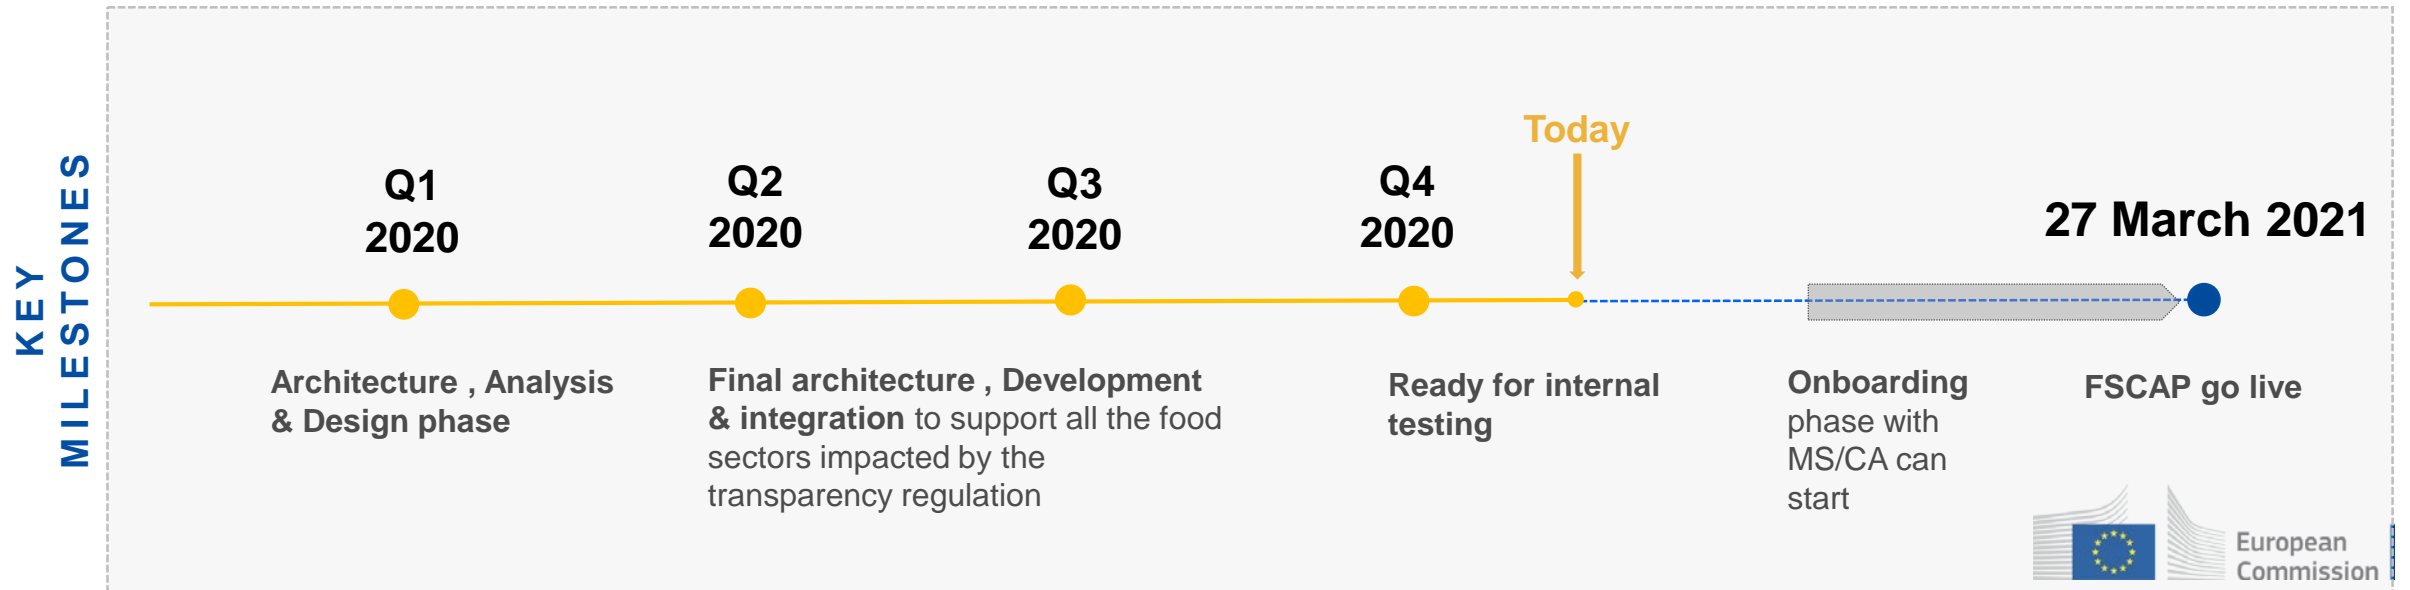 KEY
MILESTONES
Today
Q1
2020
Q2
2020
Q3
2020
Q4
2020
27 March 2021
Architecture , Analysis
& Design phase
Final architecture , Development
& integration to support all the food
sectors impacted by the
transparency regulation
Ready for internal
testing
Onboarding
phase with
MS/CA can
start
FSCAP go live
European
Commission